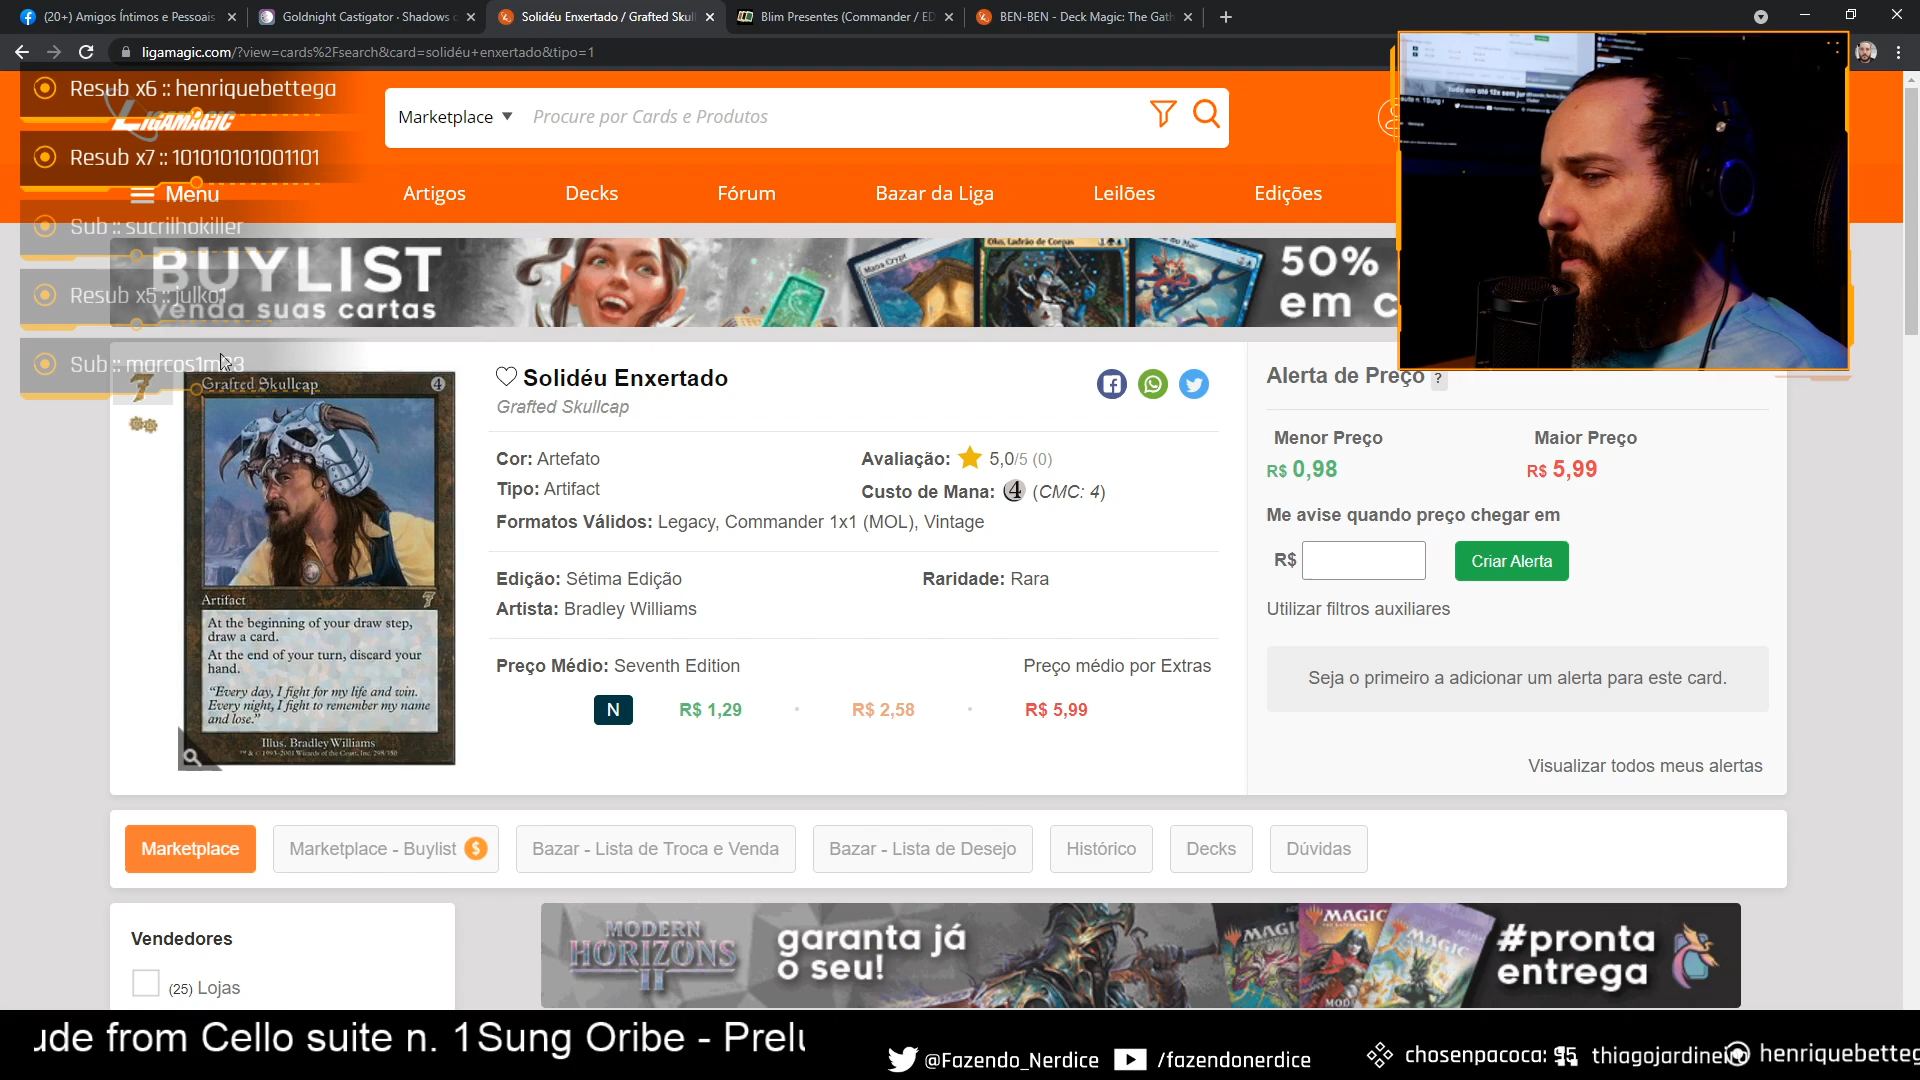 (20+) Amigos Íntimos e Pessoais
Goldnight Castigator · Shadows
Solidéu Enxertado / Grafted Skul
Blim Presentes (Commander / ED
BEN-BEN - Deck Magic: The Gath
ligamagic.com/?view=cards%2Fsearch&card=solidéu+enxertado&tipo=1
Resub x6 :: henriquebettega
LIGAMAGIC
Marketplace
Procure por Cards e Produtos
Resub x7 :: 101010101001101
Menu
Artigos
Decks
Fórum
Bazar da Liga
Leilões
Edições
Sub :: sucrilhokiller
BUYLIST
venda suas cartas
Mana Crypt
50%
em c
Resub x5 :: julko1
Sub :: marcos1m
Grafted Skullcap
4
Artifact
At the beginning of your draw step,
draw a card.
At the end of your turn, discard your
hand.
“Every day, I fight for my life and win.
Every night, I fight to remember my name
and lose.”
Illus. Bradley Williams
Solidéu Enxertado
Grafted Skullcap
Cor: Artefato
Avaliação: 5,0/5 (0)
Tipo: Artifact
Custo de Mana: 4 (CMC: 4)
Formatos Válidos: Legacy, Commander 1x1 (MOL), Vintage
Edição: Sétima Edição
Raridade: Rara
Artista: Bradley Williams
Preço Médio: Seventh Edition
Preço médio por Extras
N
R$ 1,29
R$ 2,58
R$ 5,99
Alerta de Preço ?
Menor Preço
Maior Preço
R$ 0,98
R$ 5,99
Me avise quando preço chegar em
R$
Criar Alerta
Utilizar filtros auxiliares
Seja o primeiro a adicionar um alerta para este card.
Visualizar todos meus alertas
Marketplace
Marketplace - Buylist $
Bazar - Lista de Troca e Venda
Bazar - Lista de Desejo
Histórico
Decks
Dúvidas
Vendedores
(25) Lojas
MODERN
HORIZONS
II
garanta já
o seu!
MAGIC
#pronta
entrega
ude from Cello suite n. 1 Sung Oribe - Prelu
@Fazendo_Nerdice
/fazendonerdice
chosenpacoca: 95
thiagojardineiro
henriquebetteg